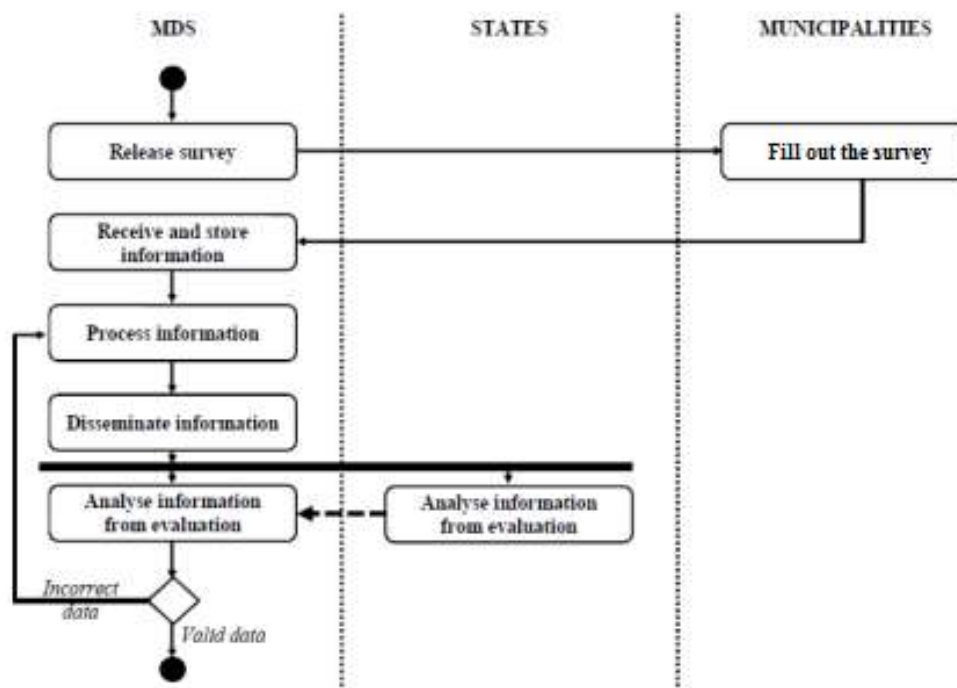 MDS
STATES
MUNICIPALITIES
Release survey
Fill out the survey
Receive and store
information
Process information
Disseminate information
Analyse information
from evaluation
Analyse information
from evaluation
Incorrect
data
Valid data